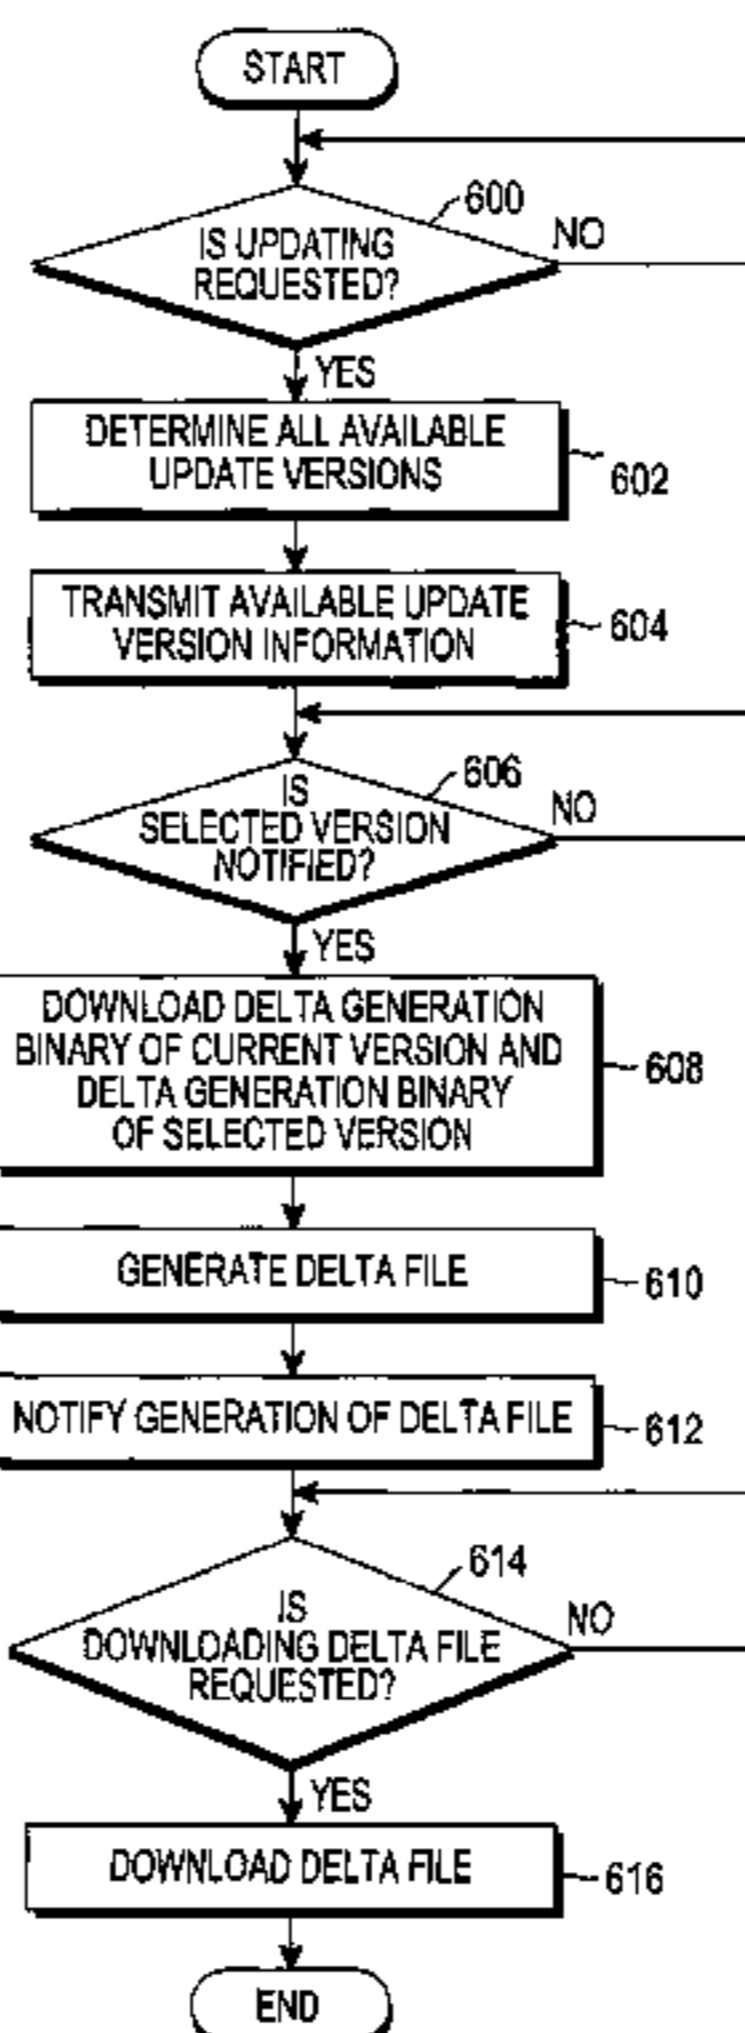 START
600
IS UPDATING
REQUESTED?
NO
YES
DETERMINE ALL AVAILABLE
UPDATE VERSIONS
602
TRANSMIT AVAILABLE UPDATE
VERSION INFORMATION
604
606
IS
SELECTED VERSION
NOTIFIED?
NO
YES
DOWNLOAD DELTA GENERATION
BINARY OF CURRENT VERSION AND
DELTA GENERATION BINARY
OF SELECTED VERSION
608
GENERATE DELTA FILE
610
NOTIFY GENERATION OF DELTA FILE
612
614
IS
DOWNLOADING DELTA FILE
REQUESTED?
NO
YES
DOWNLOAD DELTA FILE
616
END